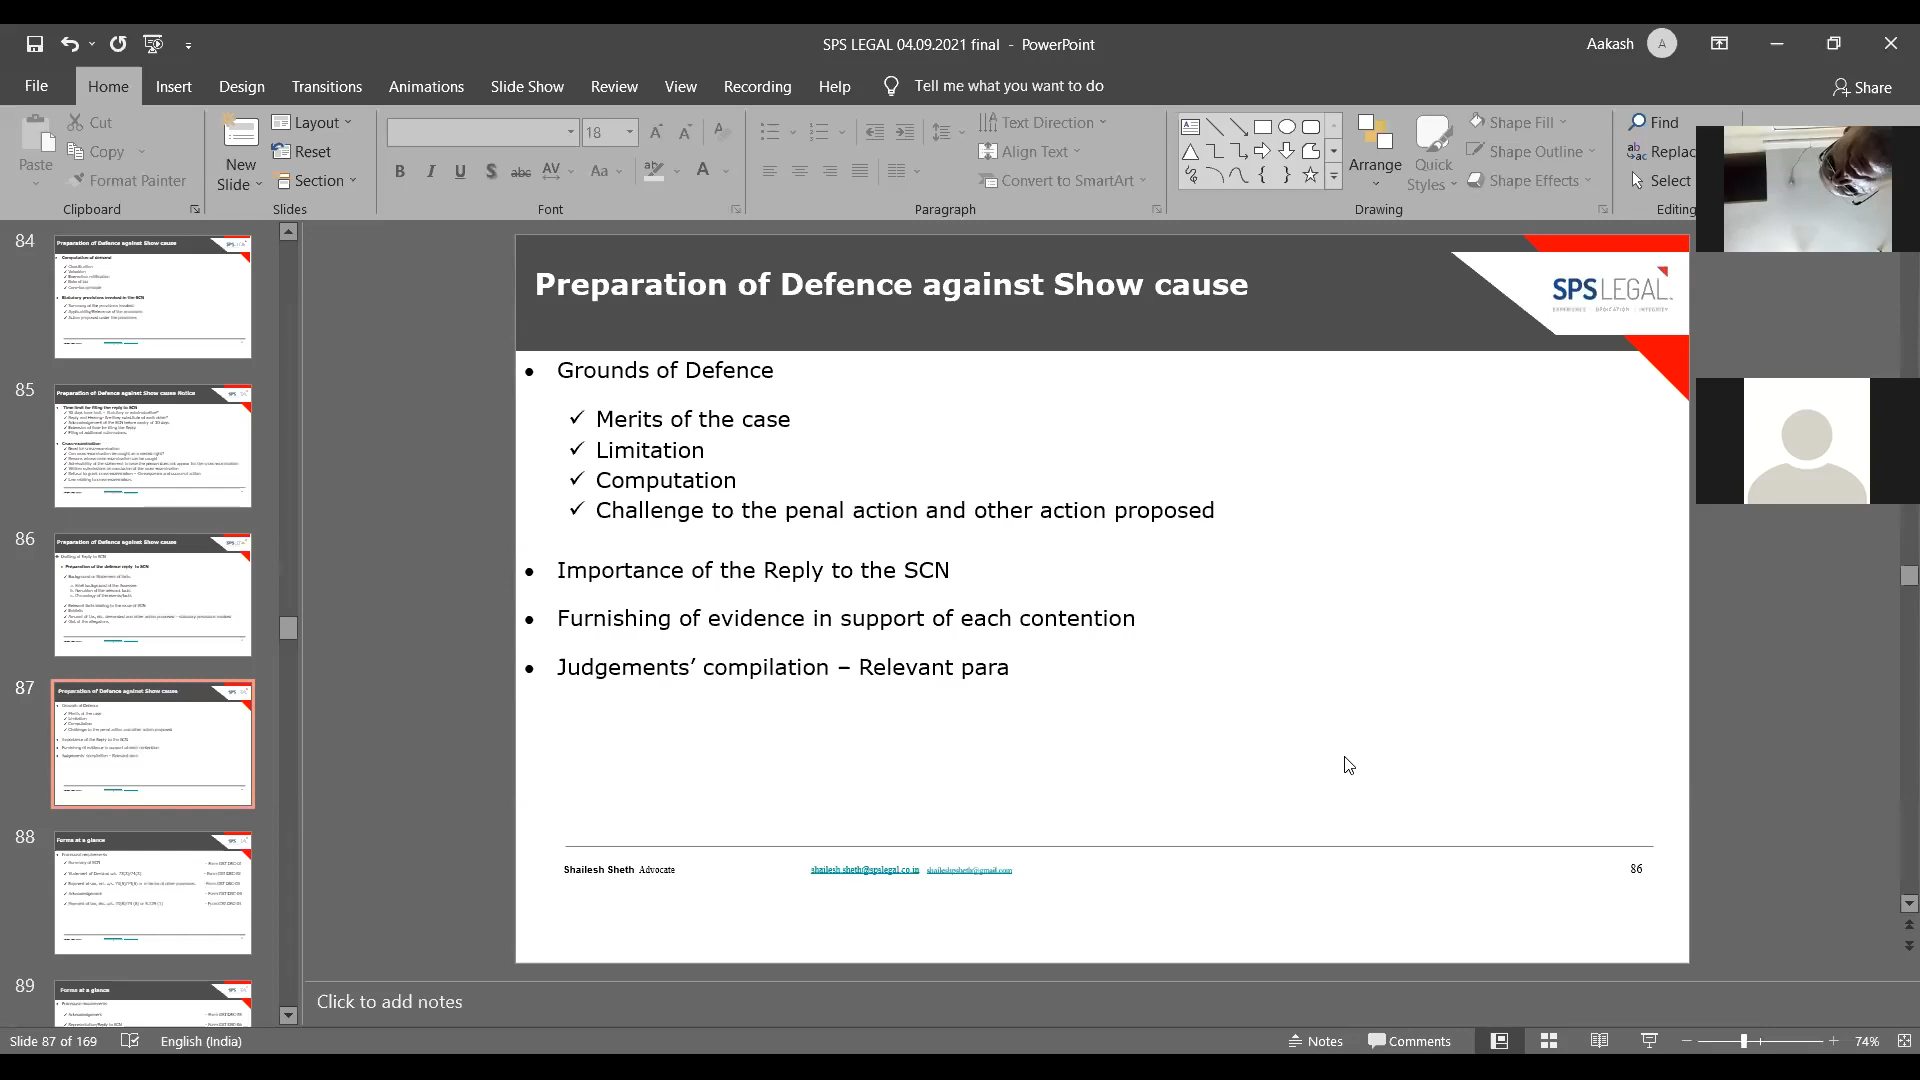 SPS LEGAL 04.09.2021 final - PowerPoint
Aakash
A
File
Home
Insert
Design
Transitions
Animations
Slide Show
Review
View
Recording
Help
Tell me what you want to do
Share
Paste
Cut
Copy
Format Painter
Clipboard
New
Slide
Layout
Reset
Section
Slides
18
Font
Text Direction
Align Text
Convert to SmartArt
Paragraph
Arrange
Quick
Styles
Shape Fill
Shape Outline
Shape Effects
Drawing
Find
Replac
Select
Editing
84
Preparation of Defence against Show cause
85
Preparation of Defence against Show cause Notice
86
Preparation of Defence against Show cause
87
Preparation of Defence against Show cause
88
Forms at a glance
89
Forms at a glance
Preparation of Defence against Show cause
SPS LEGAL
EXPERIENCE DEDICATION INTEGRITY
• Grounds of Defence
✓ Merits of the case
✓ Limitation
✓ Computation
✓ Challenge to the penal action and other action proposed
• Importance of the Reply to the SCN
• Furnishing of evidence in support of each contention
• Judgements’ compilation – Relevant para
Shailesh Sheth Advocate
shailesh.sheth@spslegal.co.in shaileshpsheth@gmail.com
86
Click to add notes
Slide 87 of 169
English (India)
Notes
Comments
74%